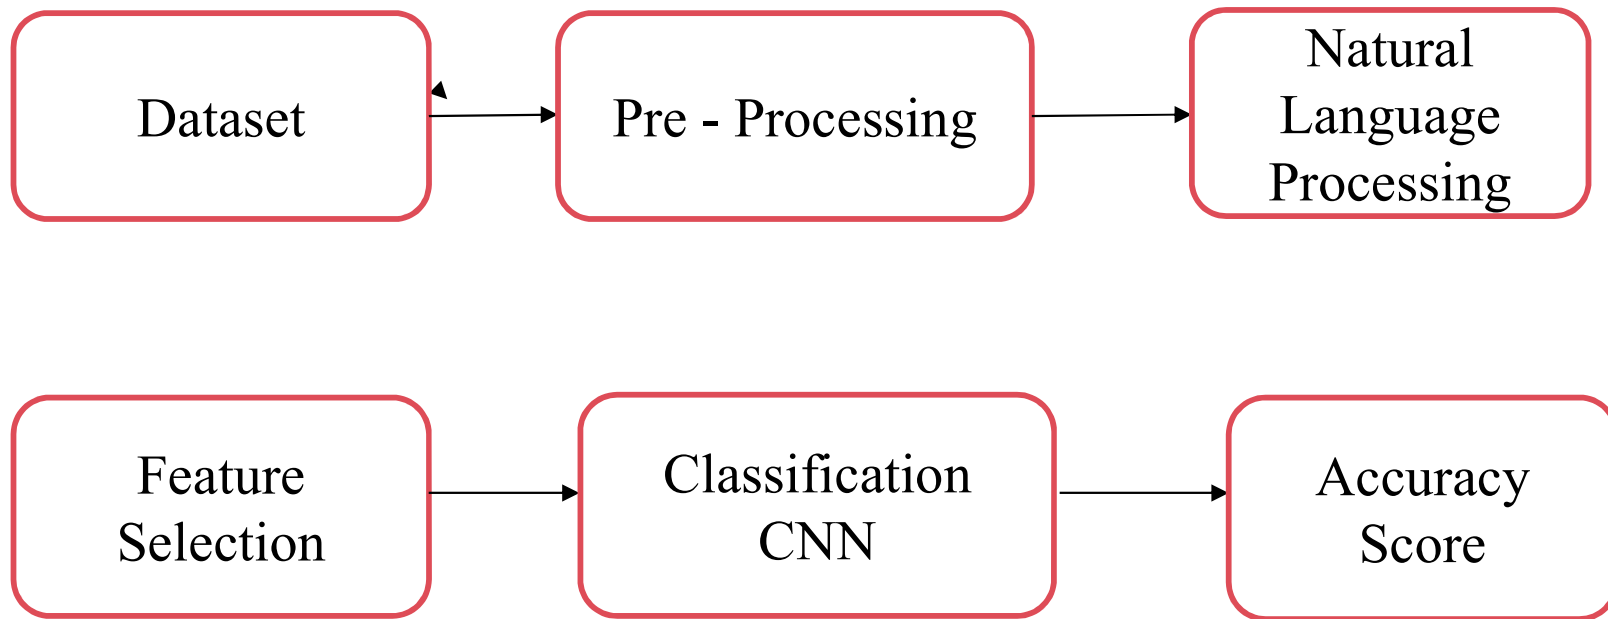 Dataset
Pre - Processing
Natural
Language
Processing
Feature
Selection
Classification
CNN
Accuracy
Score